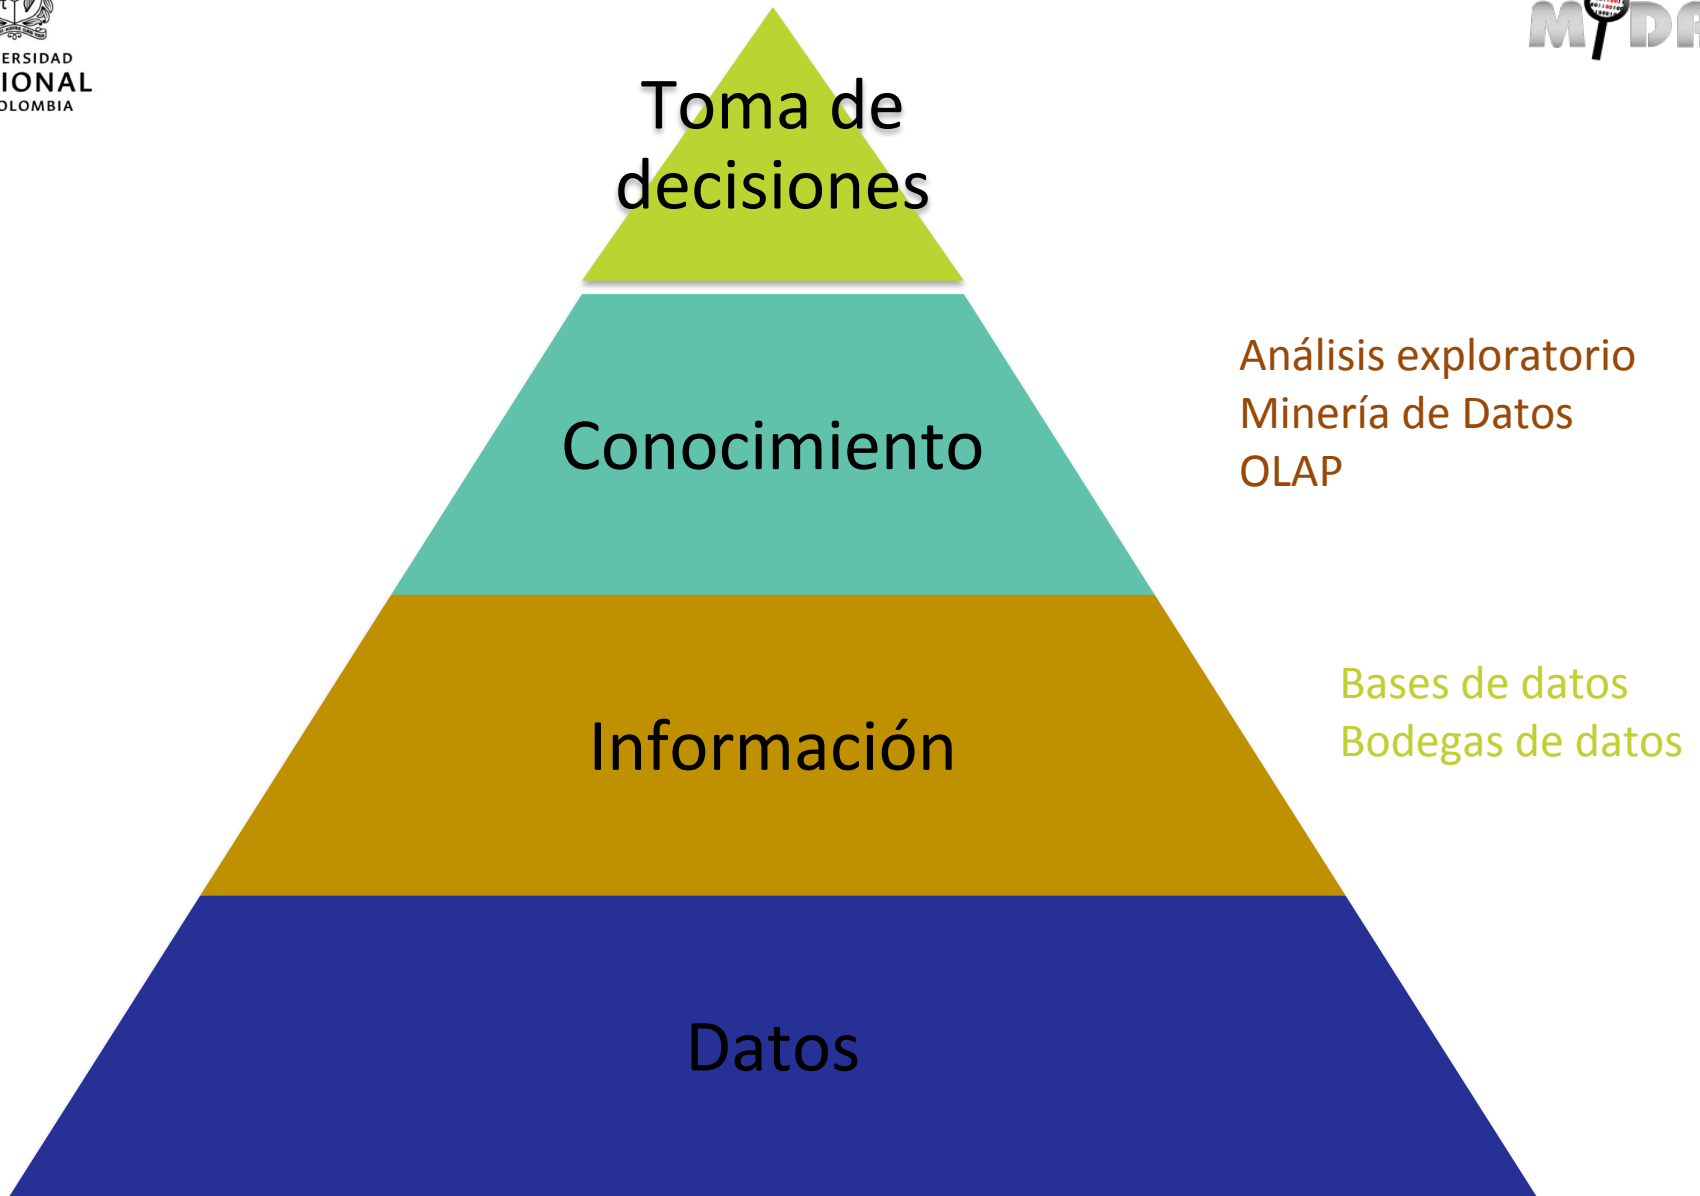 ERSIDAD
IONAL
OLOMBIA
Toma de
decisiones
Conocimiento
Análisis exploratorio
Minería de Datos
OLAP
Información
Bases de datos
Bodegas de datos
Datos